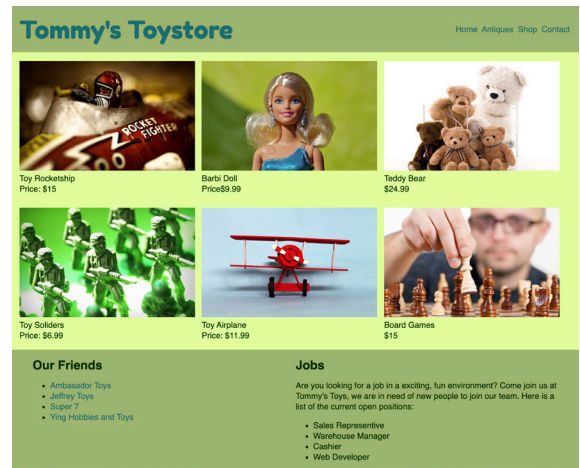 Tommy's Toystore
Home Antiques Shop Contact
ROCKET
FIGHTER
Toy Rocketship
Price: $15
Barbi Doll
Price$9.99
Teddy Bear
$24.99
Toy Soliders
Price: $6.99
Toy Airplane
Price: $11.99
Board Games
$15
Our Friends
Ambasador Toys
Jeffrey Toys
Super 7
Ying Hobbies and Toys
Jobs
Are you looking for a job in a exciting, fun environment? Come join us at
Tommy's Toys, we are in need of new people to join our team. Here is a
list of the current open positions:
Sales Representive
Warehouse Manager
Cashier
Web Developer